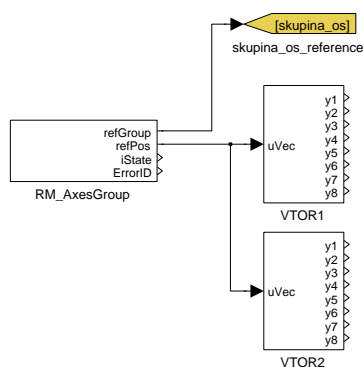 [skupina_os]
skupina_os_reference
refGroup
refPos
iState
ErrorID
RM_AxesGroup
uVec
y1
y2
y3
y4
y5
y6
y7
y8
VTOR1
uVec
y1
y2
y3
y4
y5
y6
y7
y8
VTOR2